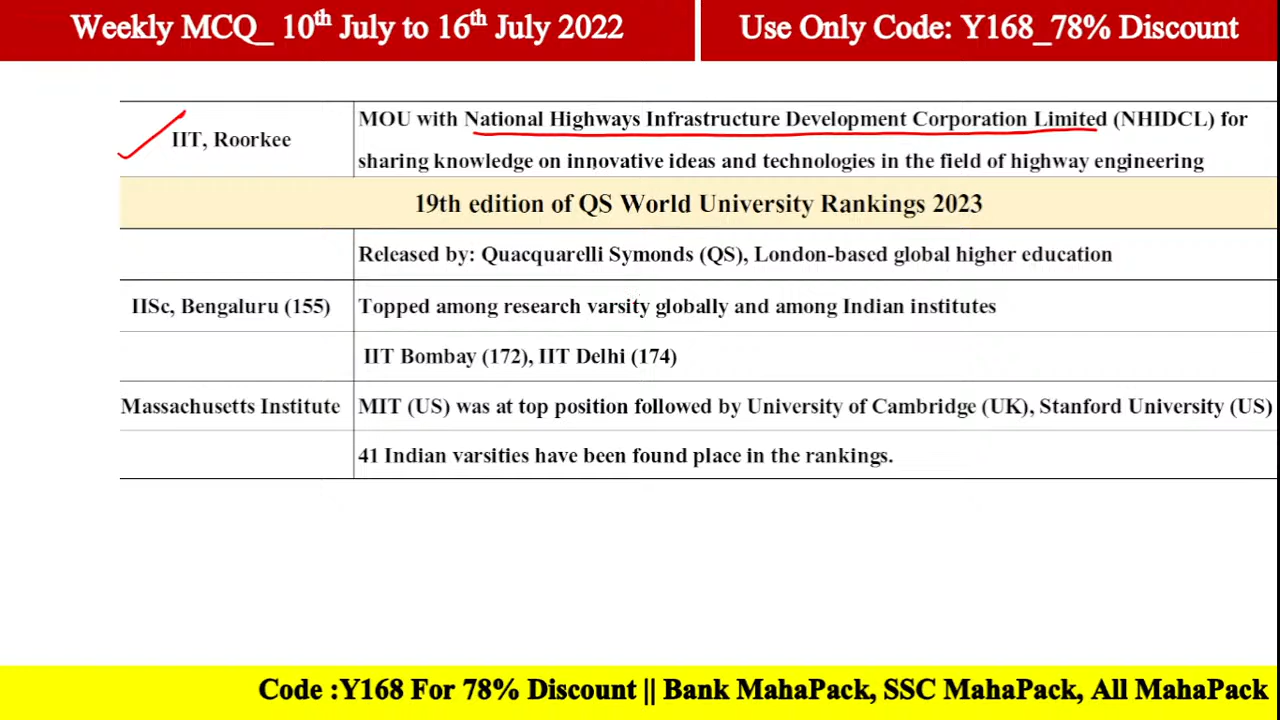 Weekly MCQ_ 10th July to 16th July 2022
Use Only Code: Y168_78% Discount
IIT, Roorkee
MOU with National Highways Infrastructure Development Corporation Limited (NHIDCL) for
sharing knowledge on innovative ideas and technologies in the field of highway engineering
19th edition of QS World University Rankings 2023
Released by: Quacquarelli Symonds (QS), London-based global higher education
IISc, Bengaluru (155)
Topped among research varsity globally and among Indian institutes
IIT Bombay (172), IIT Delhi (174)
Massachusetts Institute
MIT (US) was at top position followed by University of Cambridge (UK), Stanford University (US)
41 Indian varsities have been found place in the rankings.
Code :Y168 For 78% Discount || Bank MahaPack, SSC MahaPack, All MahaPack